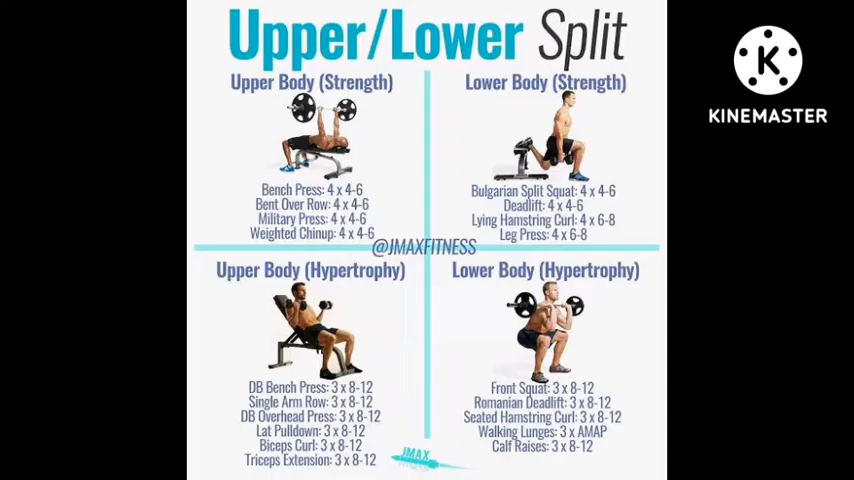 Upper/Lower Split
Upper Body (Strength)
Bench Press: 4 x 4-6
Bent Over Row: 4 x 4-6
Military Press: 4 x 4-6
Weighted Chinup: 4 x 4-6
Lower Body (Strength)
Bulgarian Split Squat: 4 x 4-6
Deadlift: 4 x 4-6
Lying Hamstring Curl: 4 x 6-8
Leg Press: 4 x 6-8
@JMAXFITNESS
Upper Body (Hypertrophy)
DB Bench Press: 3 x 8-12
Single Arm Row: 3 x 8-12
DB Overhead Press: 3 x 8-12
Lat Pulldown: 3 x 8-12
Biceps Curl: 3 x 8-12
Triceps Extension: 3 x 8-12
Lower Body (Hypertrophy)
Front Squat: 3 x 8-12
Romanian Deadlift: 3 x 8-12
Seated Hamstring Curl: 3 x 8-12
Walking Lunges: 3 x AMAP
Calf Raises: 3 x 8-12
JMAX
FITNESS
K
KINEMASTER